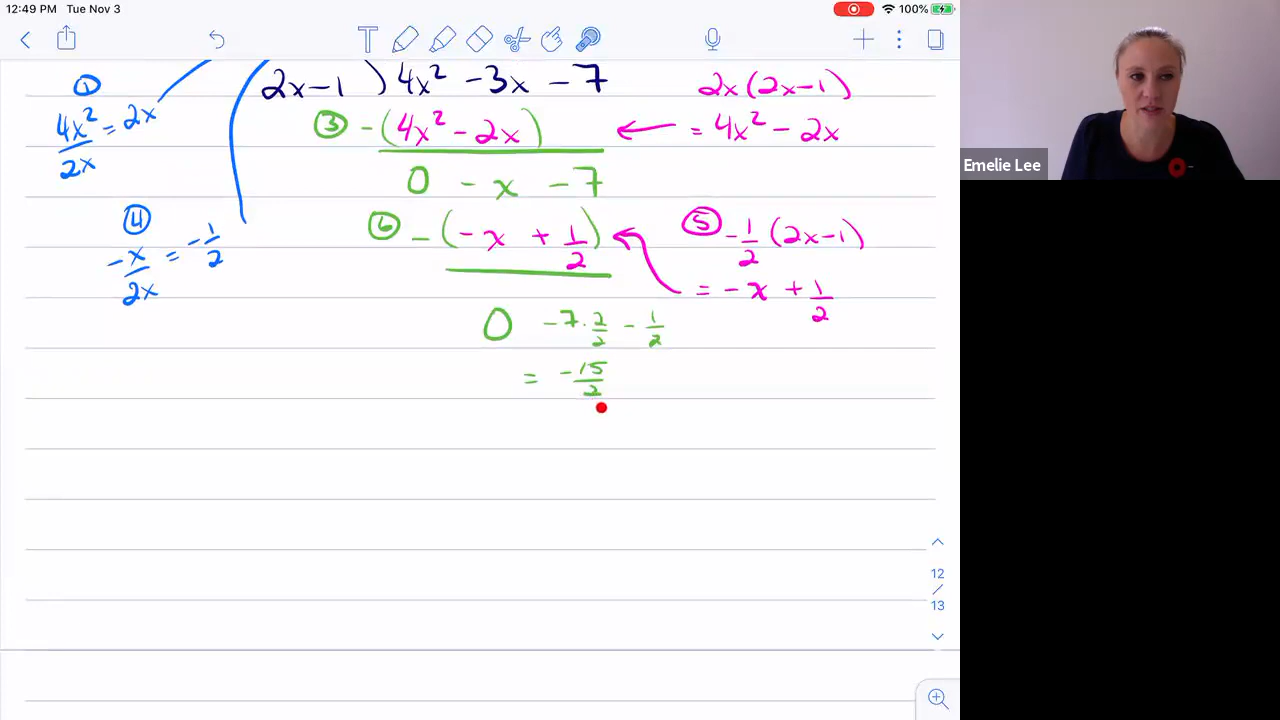 12:49 PM Tue Nov 3
100%
①
2x-1 ) 4x² -3x -7
2x(2x-1)
4x²/2x = 2x
③ -(4x² - 2x)
= 4x² - 2x
0 - x - 7
④
-x/2x = -1/2
⑥ -(-x + 1/2)
⑤ -1/2 (2x-1)
= -x + 1/2
0 -7·2/2 - 1/2
= -15/2
Emelie Lee
12
/
13